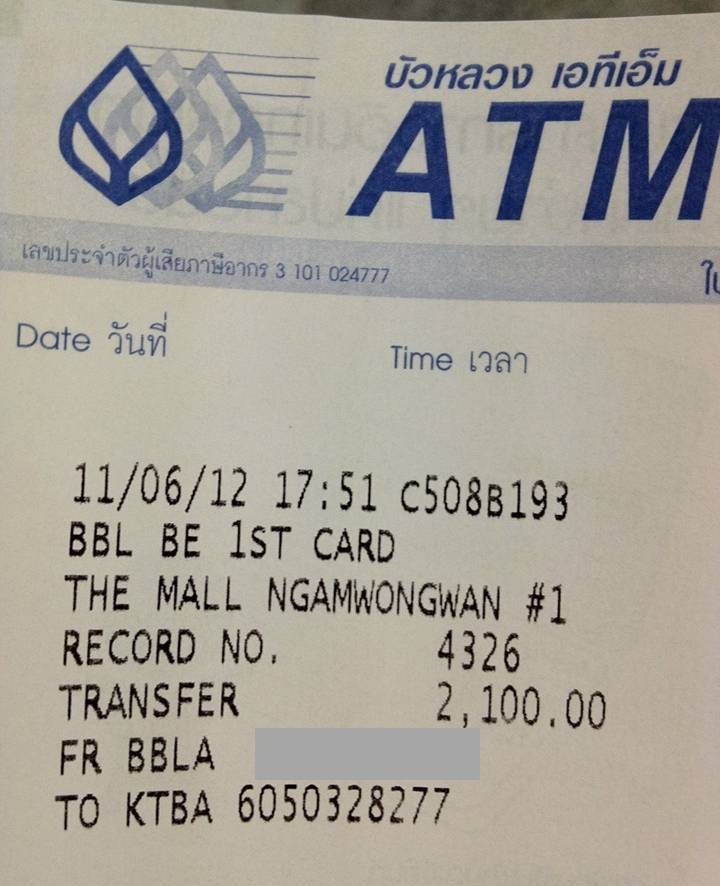 บัวหลวง เอทีเอ็ม
ATM
เลขประจำตัวผู้เสียภาษีอากร 3 101 024777
Date วันที่
Time เวลา
11/06/12 17:51 C508B193
BBL BE 1ST CARD
THE MALL NGAMWONGWAN #1
RECORD NO. 4326
TRANSFER 2,100.00
FR BBLA
TO KTBA 6050328277